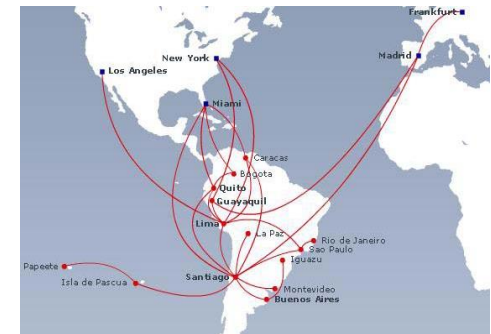 Frankfurt
New York
Madrid
Los Angeles
Miami
Caracas
Bogota
Quito
Guayaquil
Lima
La Paz
Rio de Janeiro
Sao Paulo
Iguazu
Papeete
Santiago
Isla de Pascua
Montevideo
Buenos Aires